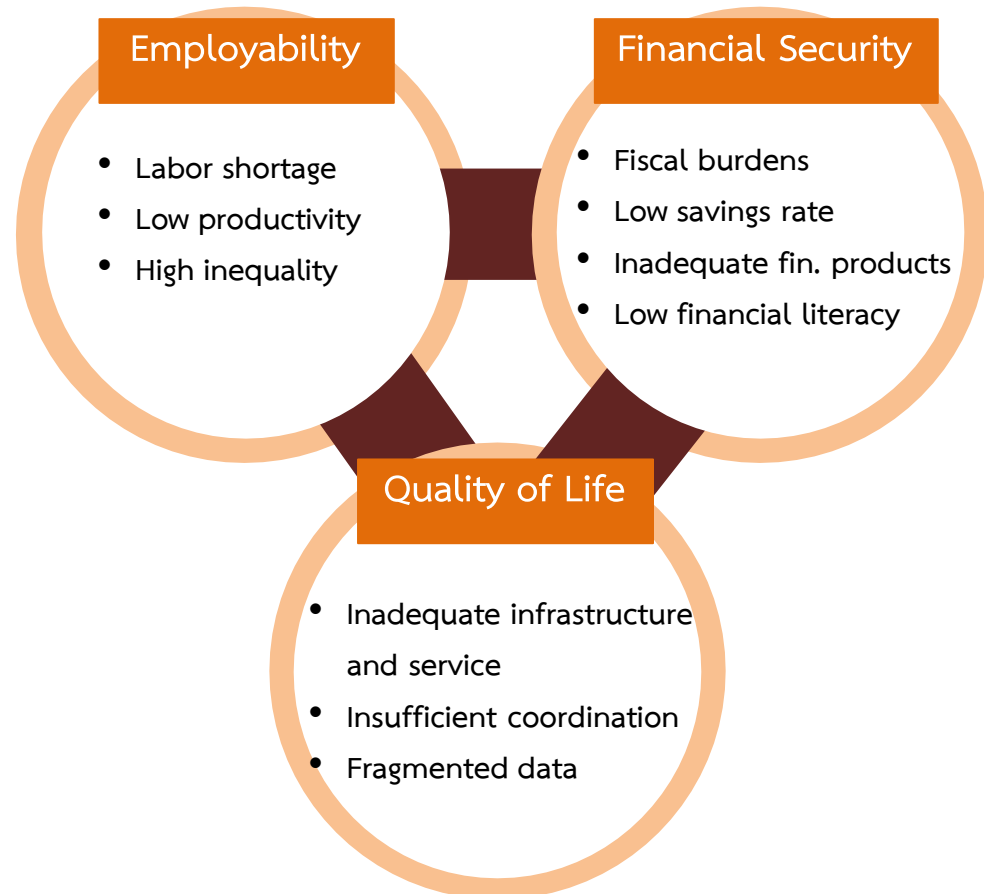 Employability
• Labor shortage
• Low productivity
• High inequality
Financial Security
• Fiscal burdens
• Low savings rate
• Inadequate fin. products
• Low financial literacy
Quality of Life
• Inadequate infrastructure
and service
• Insufficient coordination
• Fragmented data